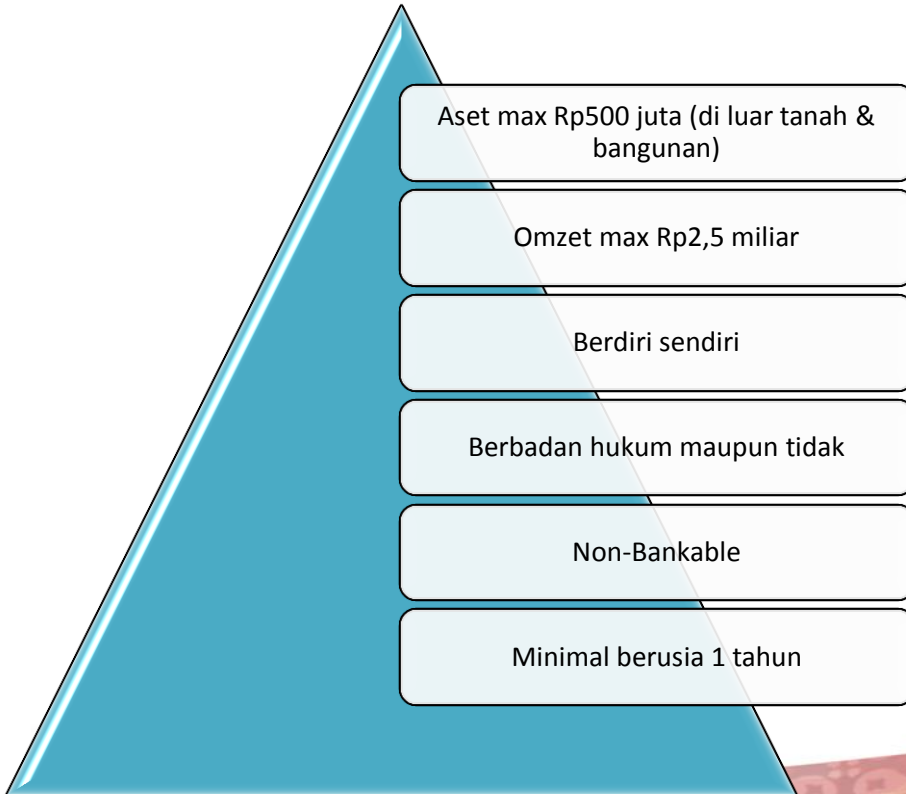 Aset max Rp500 juta (di luar tanah &
bangunan)
Omzet max Rp2,5 miliar
Berdiri sendiri
Berbadan hukum maupun tidak
Non-Bankable
Minimal berusia 1 tahun